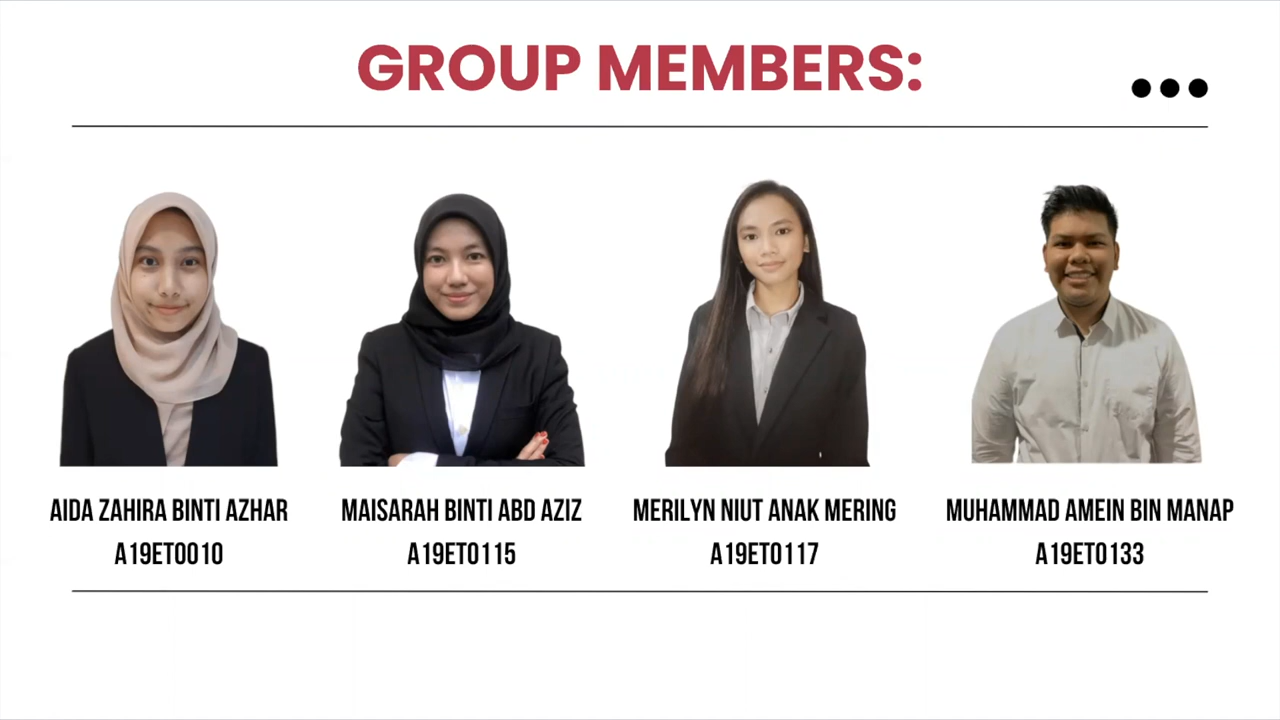 GROUP MEMBERS:
AIDA ZAHIRA BINTI AZHAR
A19ET0010
MAISARAH BINTI ABD AZIZ
A19ET0115
MERILYN NIUT ANAK MERING
A19ET0117
MUHAMMAD AMEIN BIN MANAP
A19ET0133